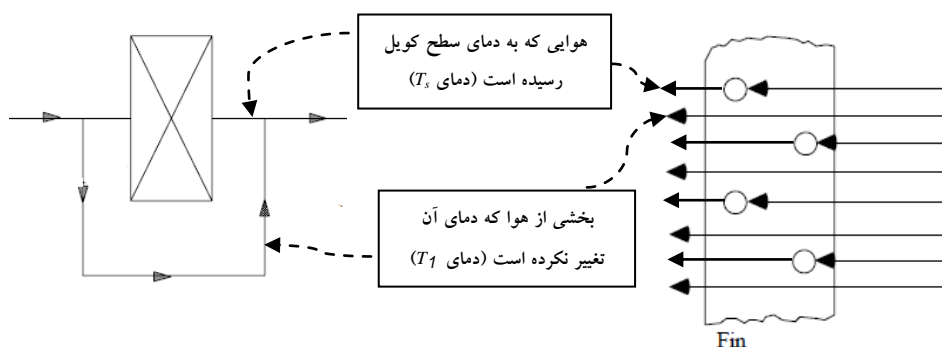 هوایی که به دمای سطح کویل
رسیده است (دمای Ts)
بخشی از هوا که دمای آن
تغییر نکرده است (دمای T1)
Fin